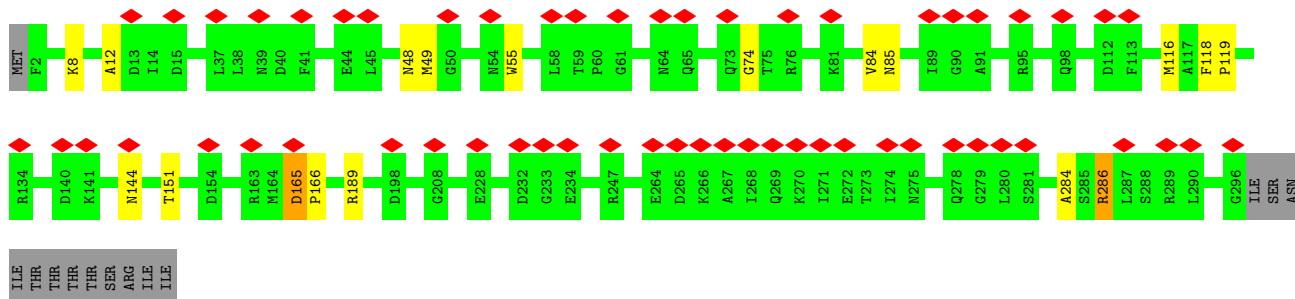 MET F2 K8 A12 D13 I14 D15 L37 L38 N39 D40 F41 E44 L45 N48 M49 G50 N54 W55 L58 T59 P60 G61 N64 Q65 Q73 G74 T75 R76 K81 V84 N85 I89 G90 A91 R95 Q98 D112 F113 M116 A117 F118 P119
R134 D140 K141 N144 T151 D154 R163 M164 D165 P166 R189 D198 G208 E228 D232 G233 E234 R247 E264 D265 K266 A267 I268 Q269 K270 I271 E272 T273 I274 N275 Q278 G279 L280 S281 A284 S285 R286 L287 S288 R289 L290 G296 ILE SER ASN
ILE THR THR THR THR SER ARG ILE ILE